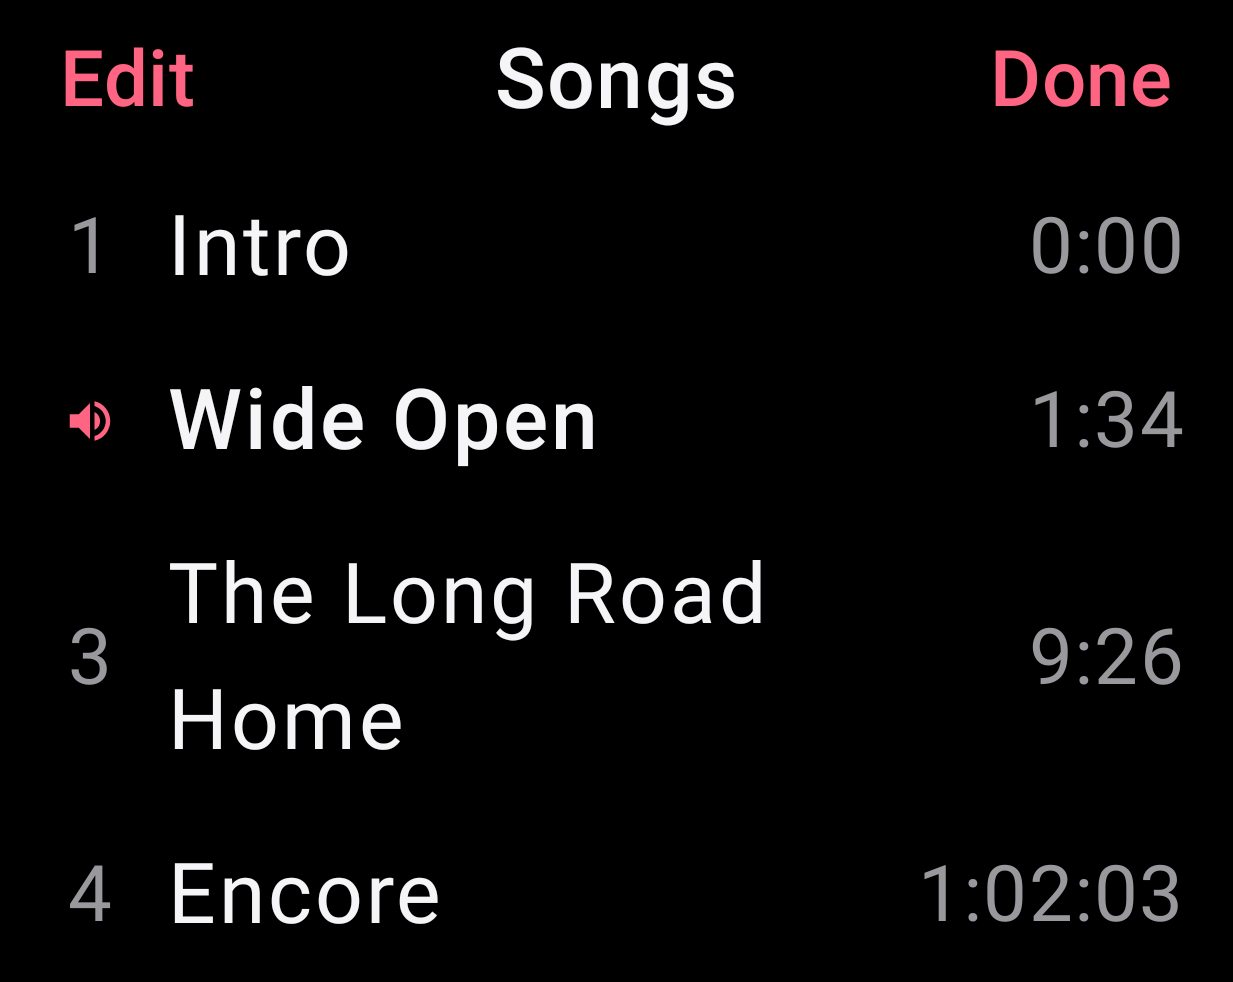 Edit Songs Done
1 Intro 0:00
Wide Open 1:34
The Long Road
3 9:26
Home
4 Encore 1:02:03